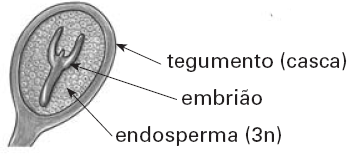 tegumento (casca)
embrião
endosperma (3n)